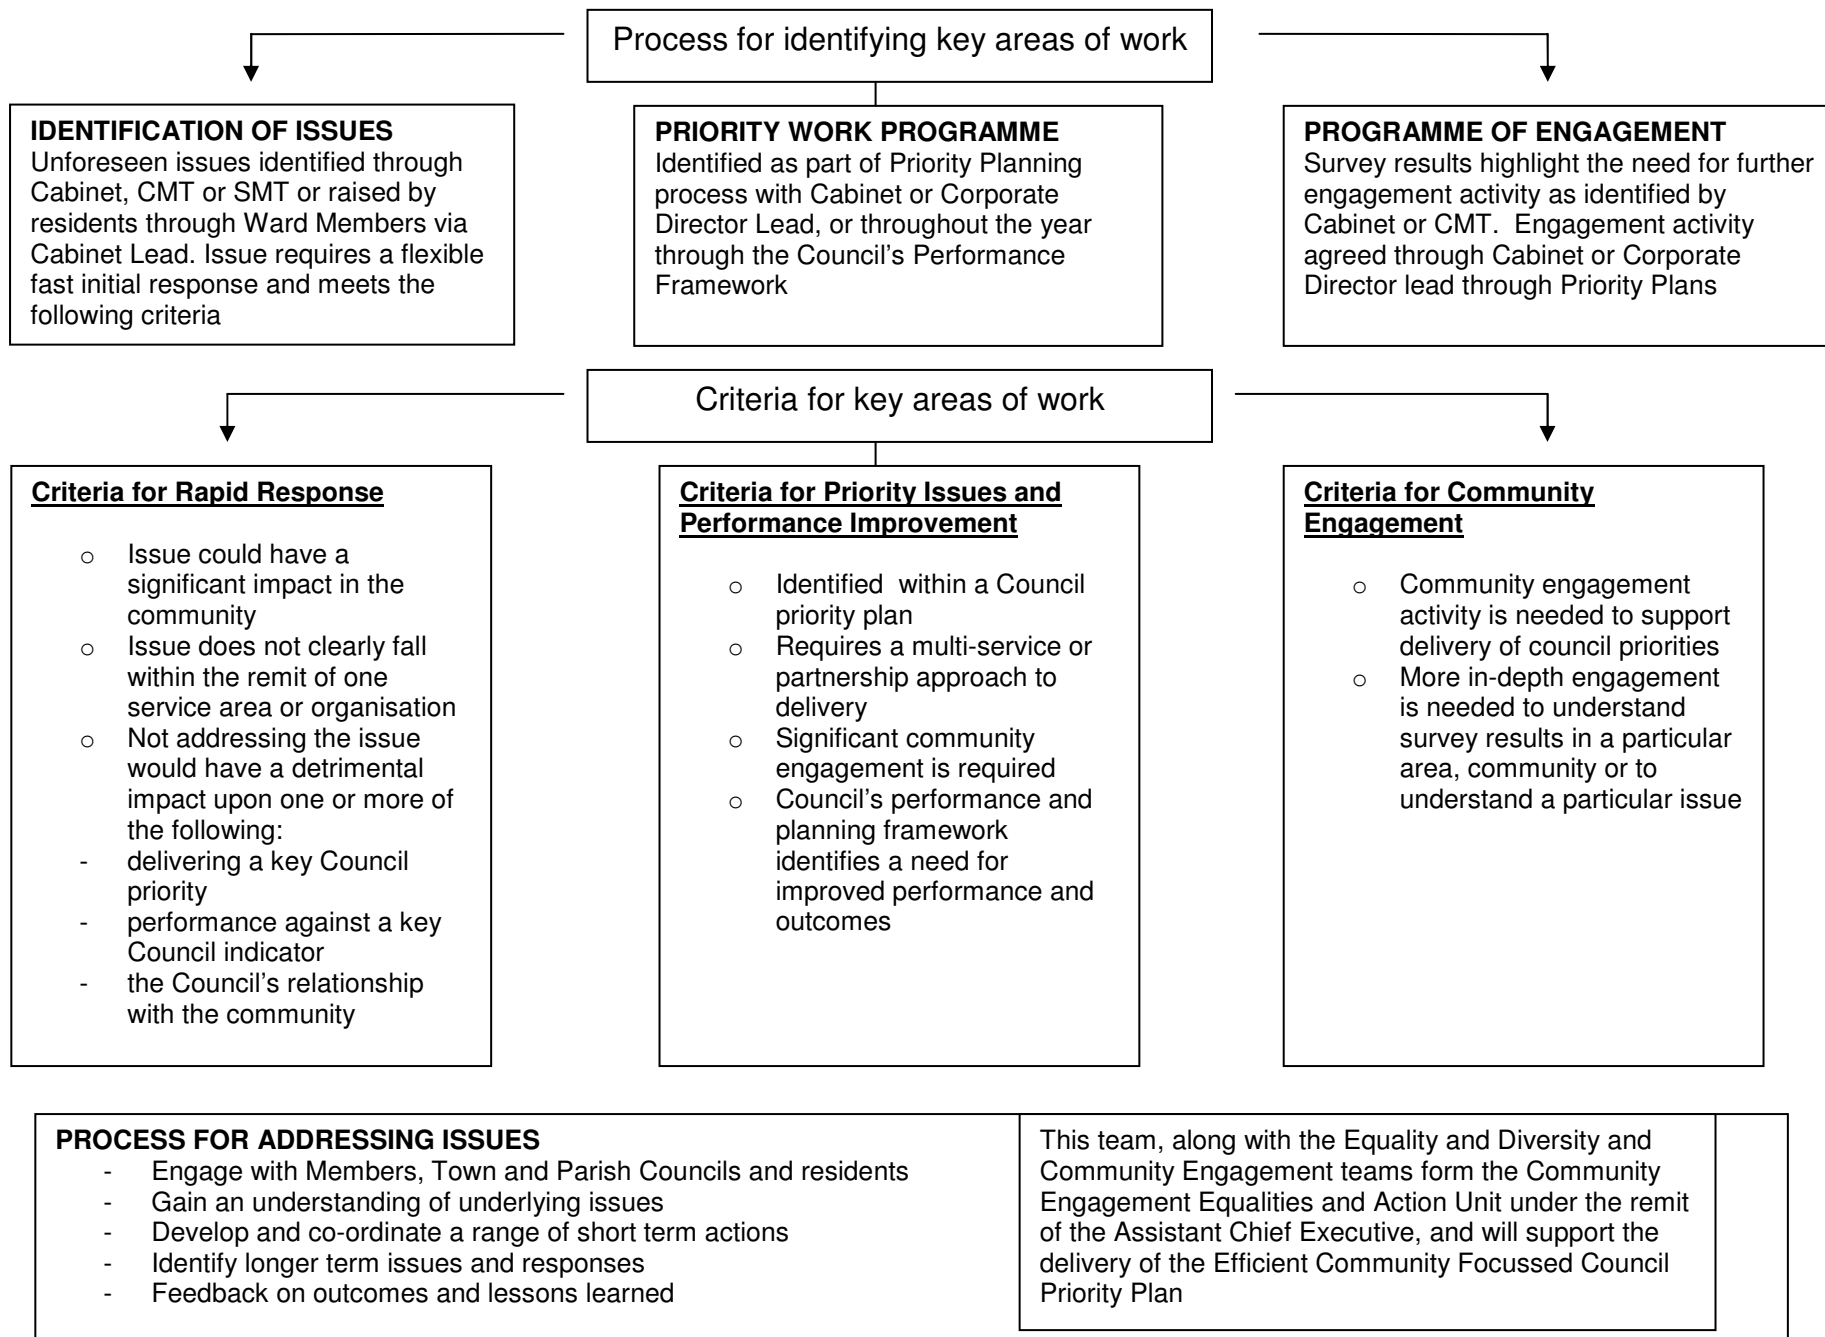 Process for identifying key areas of work
IDENTIFICATION OF ISSUES
Unforeseen issues identified through
Cabinet, CMT or SMT or raised by
residents through Ward Members via
Cabinet Lead. Issue requires a flexible
fast initial response and meets the
following criteria
PRIORITY WORK PROGRAMME
Identified as part of Priority Planning
process with Cabinet or Corporate
Director Lead, or throughout the year
through the Council's Performance
Framework
PROGRAMME OF ENGAGEMENT
Survey results highlight the need for further
engagement activity as identified by
Cabinet or CMT.  Engagement activity
agreed through Cabinet or Corporate
Director lead through Priority Plans
Criteria for key areas of work
Criteria for Rapid Response
o Issue could have a
significant impact in the
community
o Issue does not clearly fall
within the remit of one
service area or organisation
o Not addressing the issue
would have a detrimental
impact upon one or more of
the following:
- delivering a key Council
priority
- performance against a key
Council indicator
- the Council's relationship
with the community
Criteria for Priority Issues and
Performance Improvement
o Identified  within a Council
priority plan
o Requires a multi-service or
partnership approach to
delivery
o Significant community
engagement is required
o Council's performance and
planning framework
identifies a need for
improved performance and
outcomes
Criteria for Community
Engagement
o Community engagement
activity is needed to support
delivery of council priorities
o More in-depth engagement
is needed to understand
survey results in a particular
area, community or to
understand a particular issue
PROCESS FOR ADDRESSING ISSUES
- Engage with Members, Town and Parish Councils and residents
- Gain an understanding of underlying issues
- Develop and co-ordinate a range of short term actions
- Identify longer term issues and responses
- Feedback on outcomes and lessons learned
This team, along with the Equality and Diversity and
Community Engagement teams form the Community
Engagement Equalities and Action Unit under the remit
of the Assistant Chief Executive, and will support the
delivery of the Efficient Community Focussed Council
Priority Plan